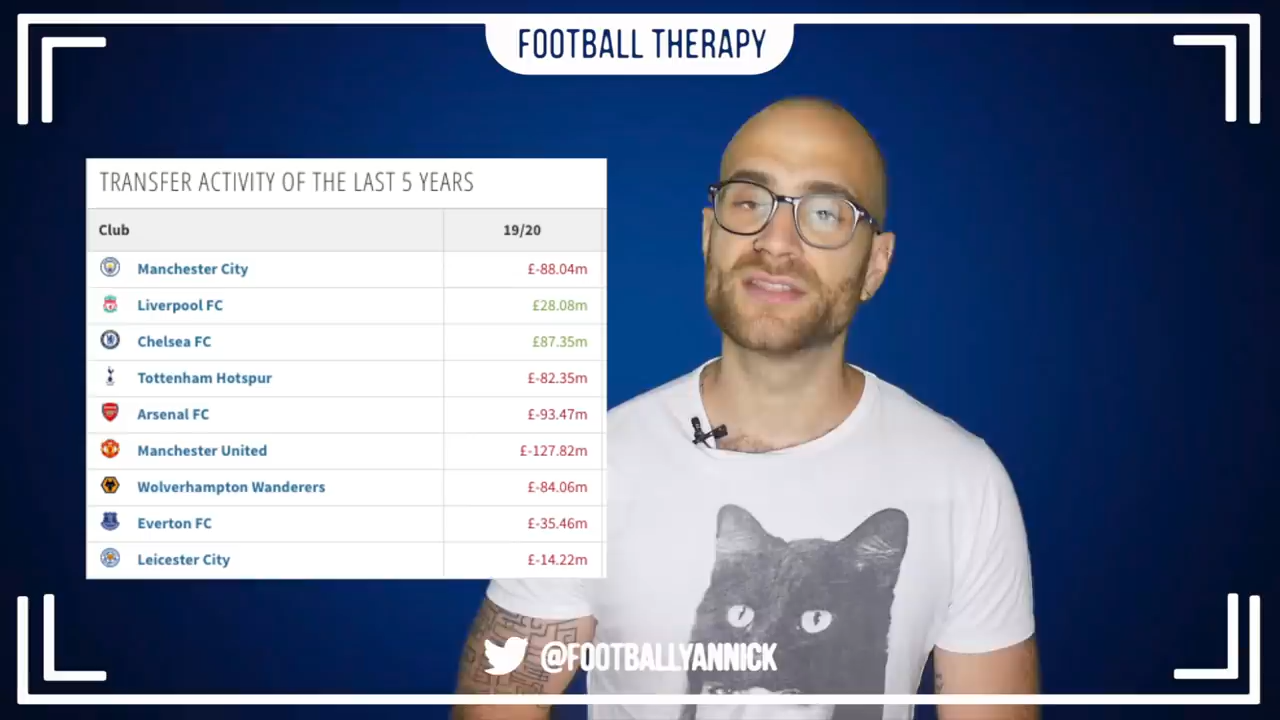 FOOTBALL THERAPY
TRANSFER ACTIVITY OF THE LAST 5 YEARS
Club 19/20
Manchester City £-88.04m
Liverpool FC £28.08m
Chelsea FC £87.35m
Tottenham Hotspur £-82.35m
Arsenal FC £-93.47m
Manchester United £-127.82m
Wolverhampton Wanderers £-84.06m
Everton FC £-35.46m
Leicester City £-14.22m
@FOOTBALLYANNICK